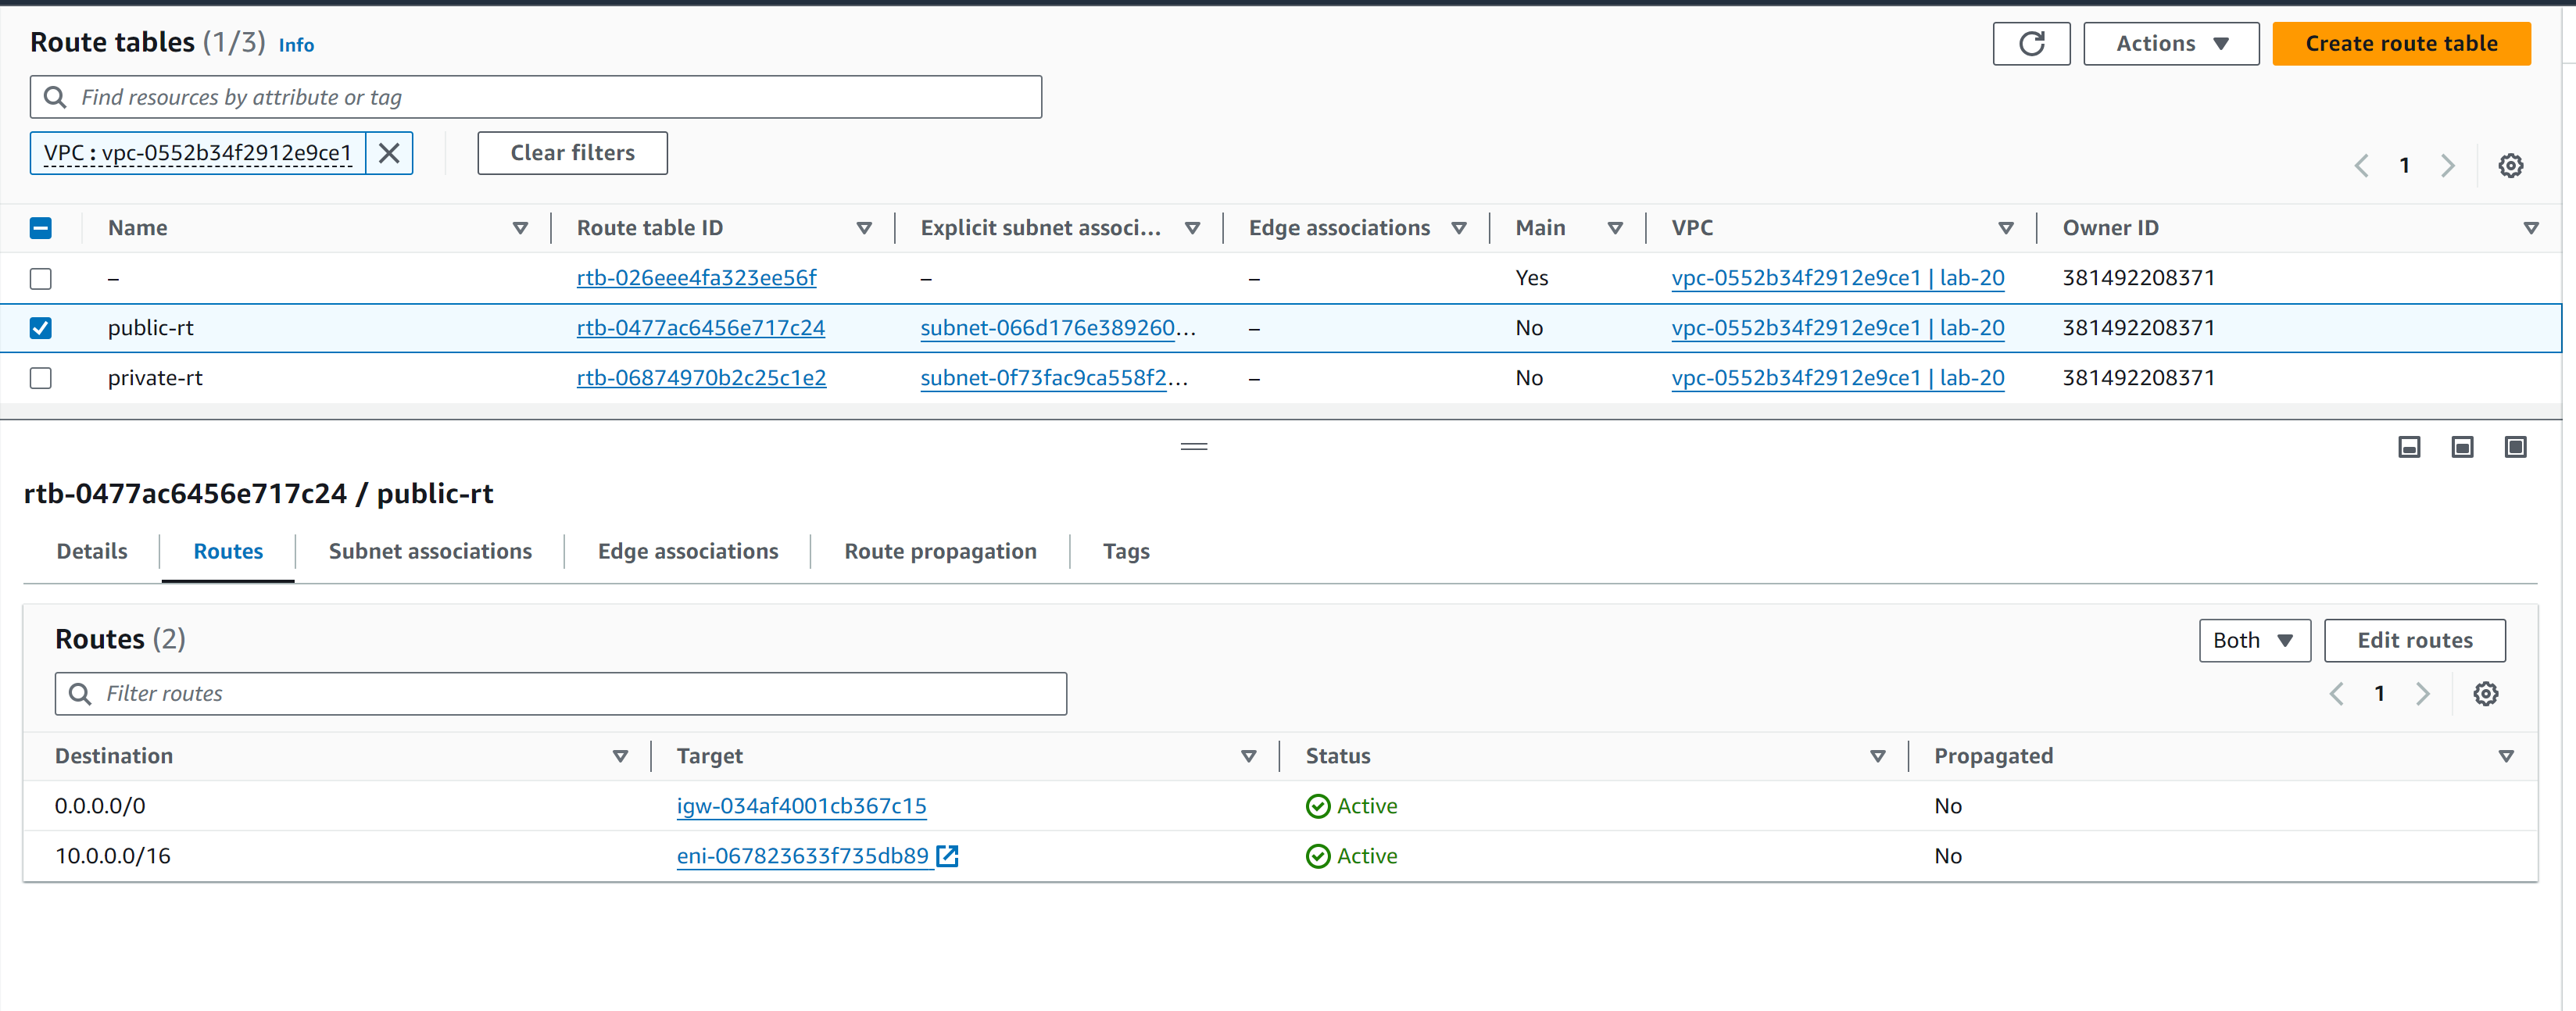 Route tables (1/3) Info
Actions
Create route table
Find resources by attribute or tag
VPC : vpc-0552b34f2912e9ce1
Clear filters
1
Name Route table ID Explicit subnet associ... Edge associations Main VPC Owner ID
– rtb-026eee4fa323ee56f – – Yes vpc-0552b34f2912e9ce1 | lab-20 381492208371
public-rt rtb-0477ac6456e717c24 subnet-066d176e389260... – No vpc-0552b34f2912e9ce1 | lab-20 381492208371
private-rt rtb-06874970b2c25c1e2 subnet-0f73fac9ca558f2... – No vpc-0552b34f2912e9ce1 | lab-20 381492208371
rtb-0477ac6456e717c24 / public-rt
Details Routes Subnet associations Edge associations Route propagation Tags
Routes (2)
Both
Edit routes
Filter routes
1
Destination Target Status Propagated
0.0.0.0/0 igw-034af4001cb367c15 Active No
10.0.0.0/16 eni-067823633f735db89 Active No